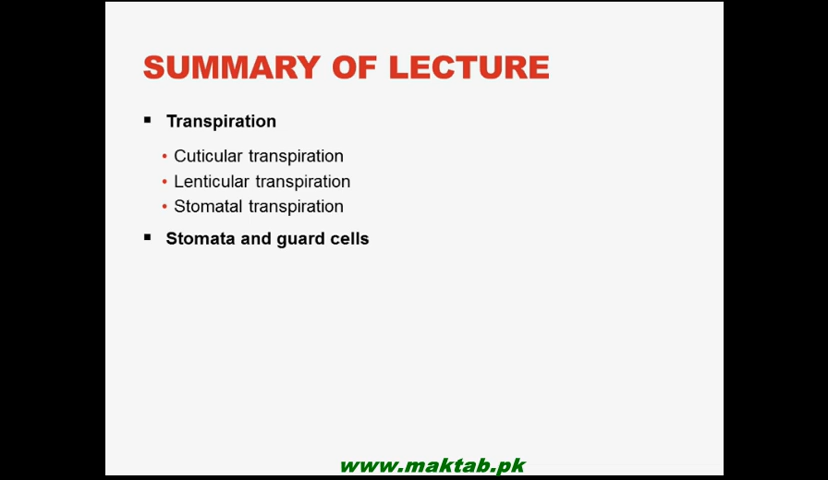 SUMMARY OF LECTURE
▪ Transpiration
• Cuticular transpiration
• Lenticular transpiration
• Stomatal transpiration
▪ Stomata and guard cells
www.maktab.pk